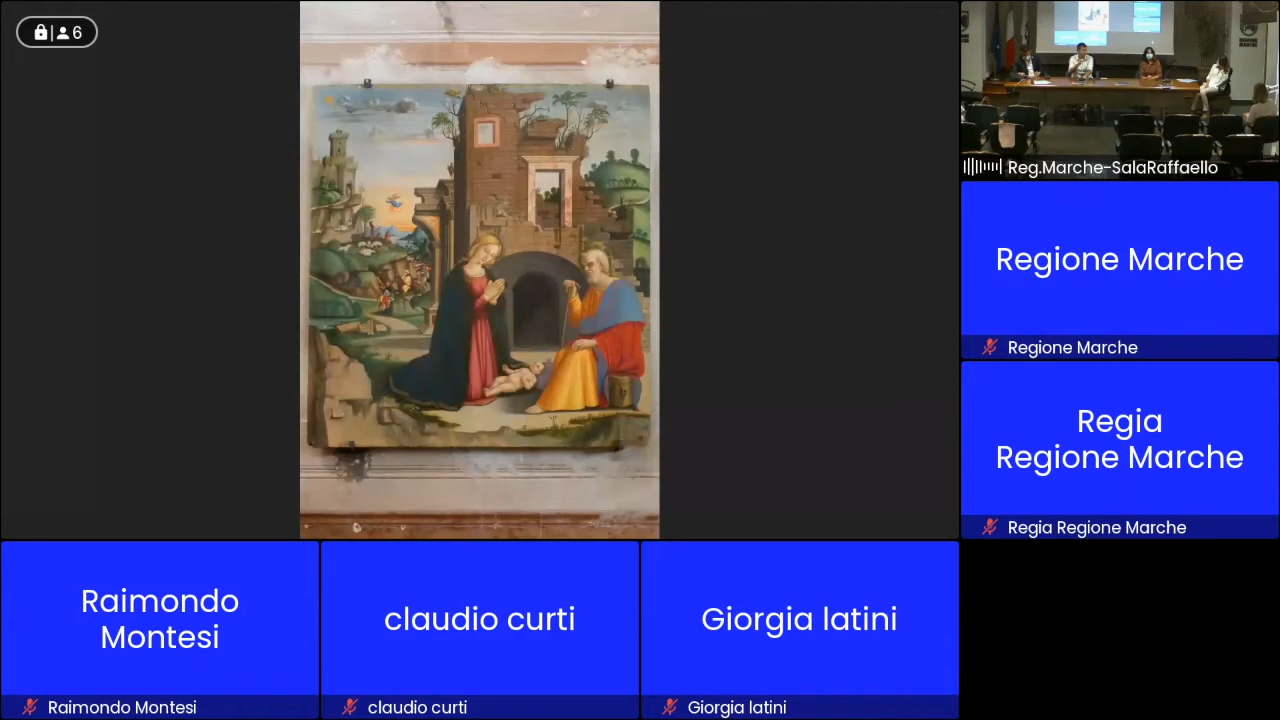 6
Reg.Marche-SalaRaffaello
Regione Marche
Regione Marche
Regia
Regione Marche
Regia Regione Marche
Raimondo
Montesi
Raimondo Montesi
claudio curti
claudio curti
Giorgia latini
Giorgia latini